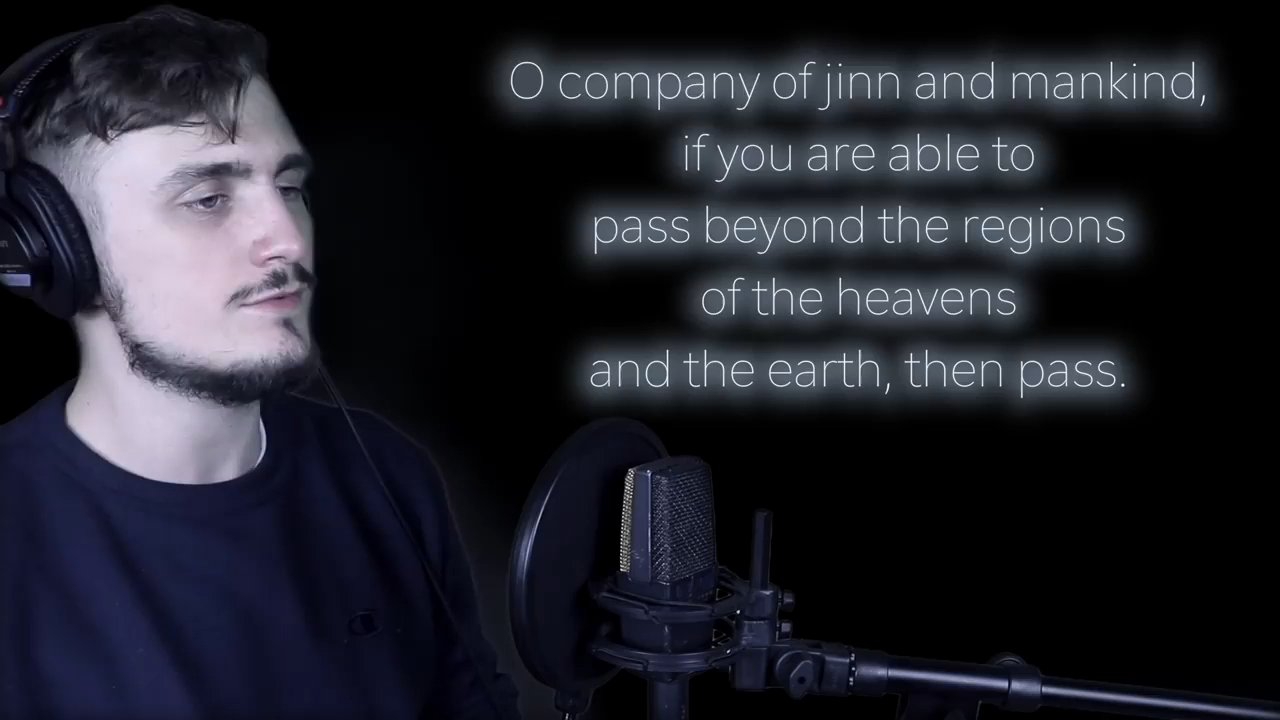 O company of jinn and mankind,
if you are able to
pass beyond the regions
of the heavens
and the earth, then pass.